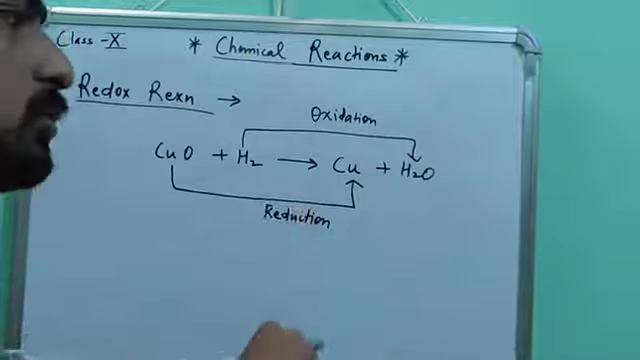 Class -X
* Chemical Reactions *
Redox Rexn →
Oxidation
CuO + H₂ → Cu + H₂O
Reduction